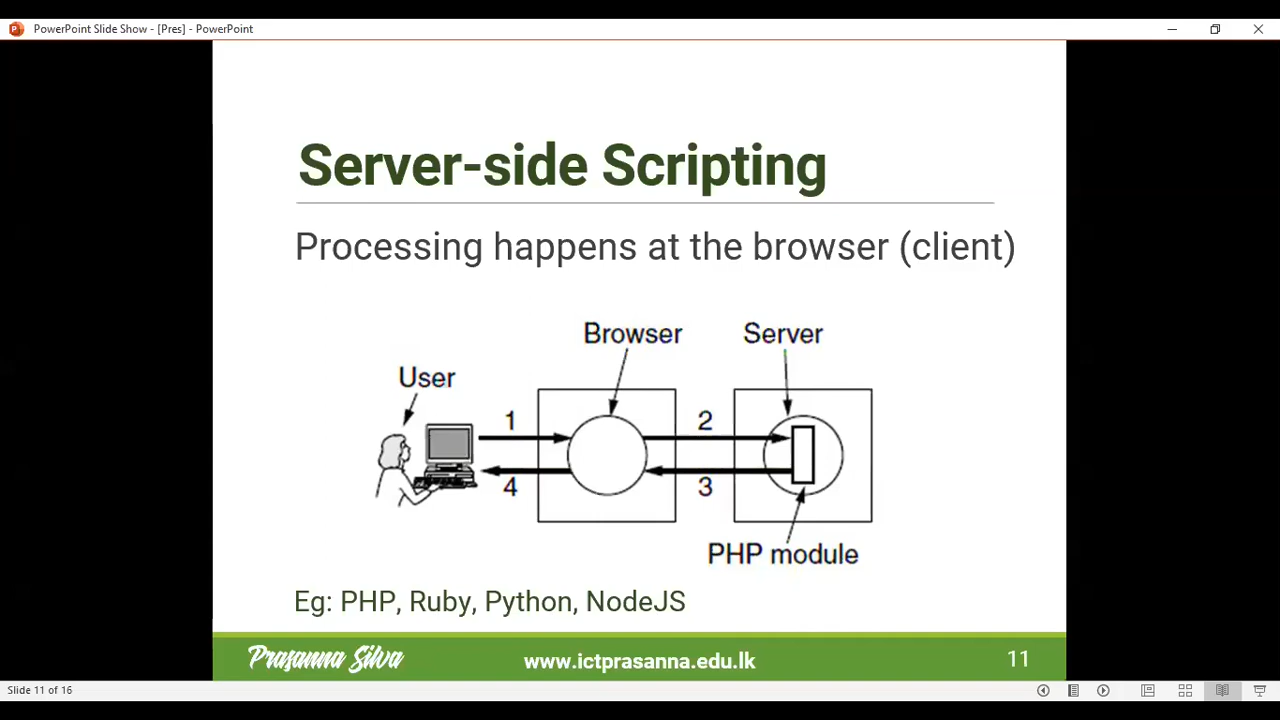 PowerPoint Slide Show - [Pres] - PowerPoint
Server-side Scripting
Processing happens at the browser (client)
Browser
Server
User
1
2
4
3
PHP module
Eg: PHP, Ruby, Python, NodeJS
Prasanna Silva
www.ictprasanna.edu.lk
11
Slide 11 of 16